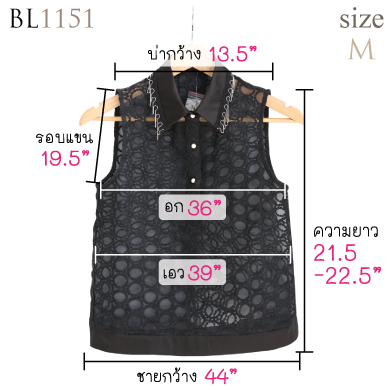 BL1151
size
M
บ่ากว้าง 13.5”
รอบแขน
19.5”
อก 36”
ความยาว
21.5
-22.5”
เอว 39”
ชายกว้าง 44”